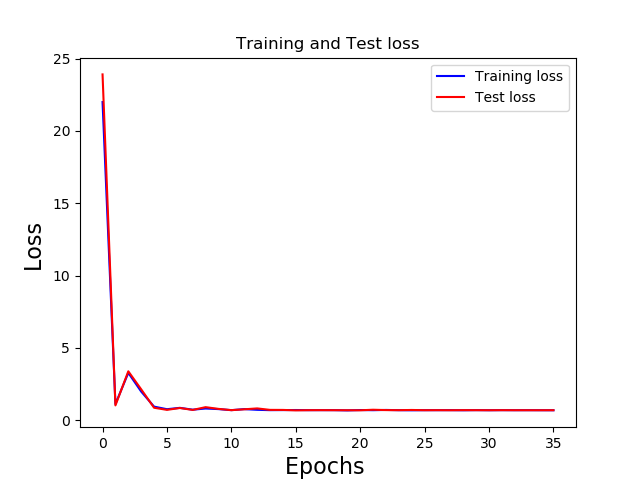 Training and Test loss
25
20
15
10
5
0
Loss
Training loss
Test loss
0 5 10 15 20 25 30 35
Epochs